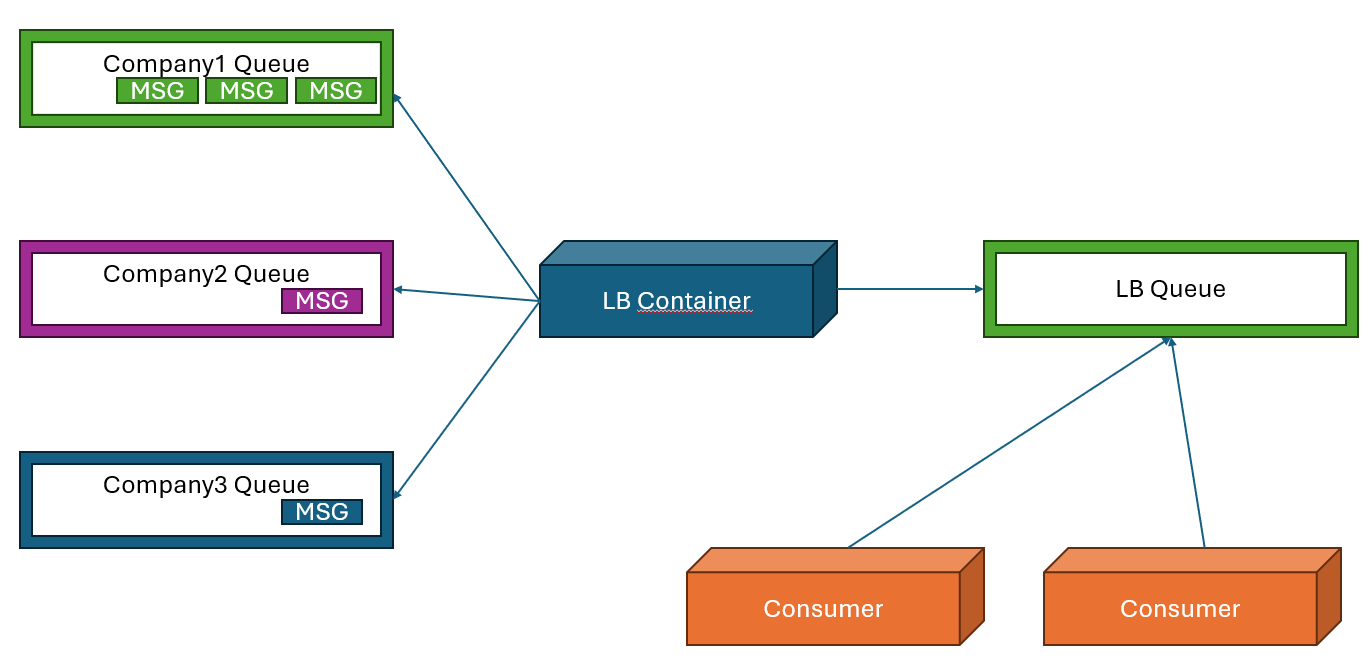 Company1 Queue
MSG MSG MSG
Company2 Queue
MSG
LB Container
LB Queue
Company3 Queue
MSG
Consumer
Consumer